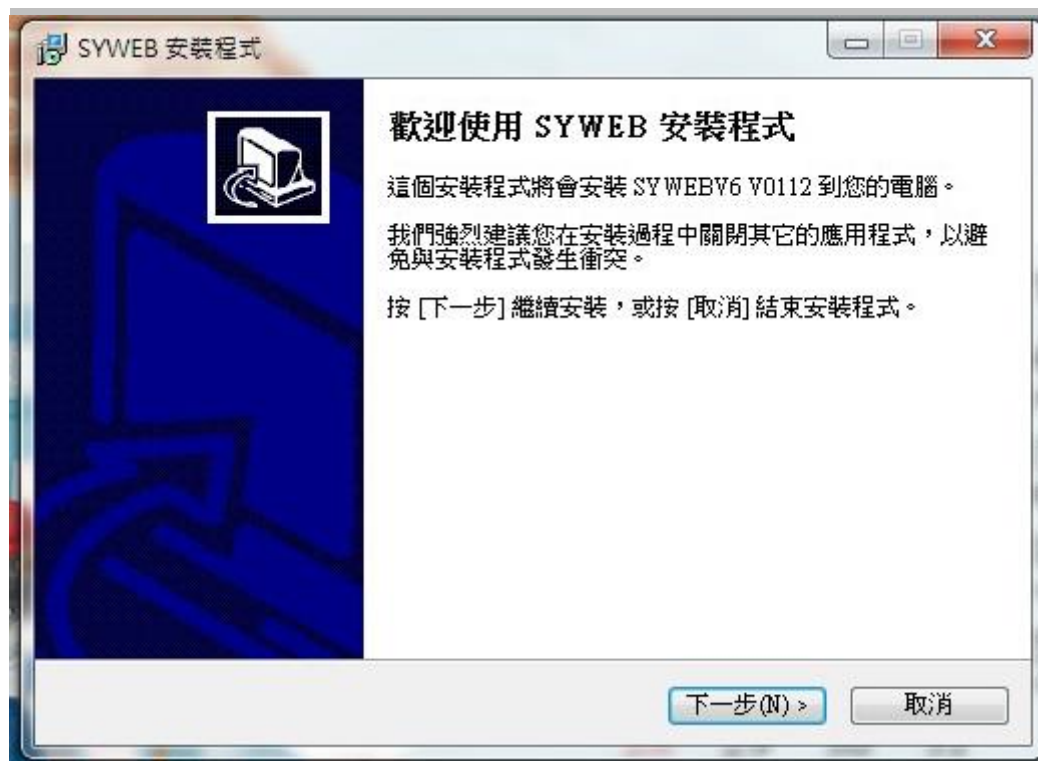 SYWEB 安裝程式
歡迎使用 SYWEB 安裝程式
這個安裝程式將會安裝 SYWEBV6 V0112 到您的電腦。
我們強烈建議您在安裝過程中關閉其它的應用程式，以避
免與安裝程式發生衝突。
按 [下一步] 繼續安裝，或按 [取消] 結束安裝程式。
下一步(N) >
取消